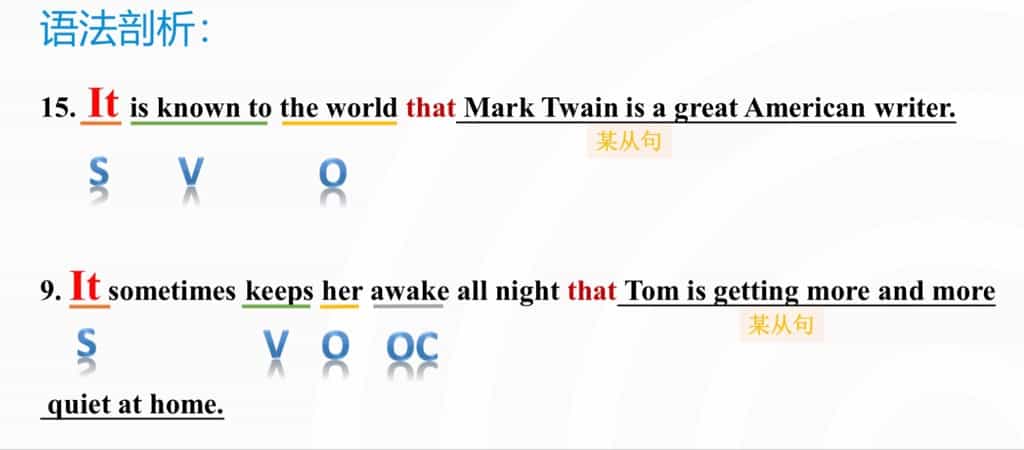 语法剖析：
15. It is known to the world that Mark Twain is a great American writer.
某从句
S V O
9. It sometimes keeps her awake all night that Tom is getting more and more
某从句
S V O OC
quiet at home.